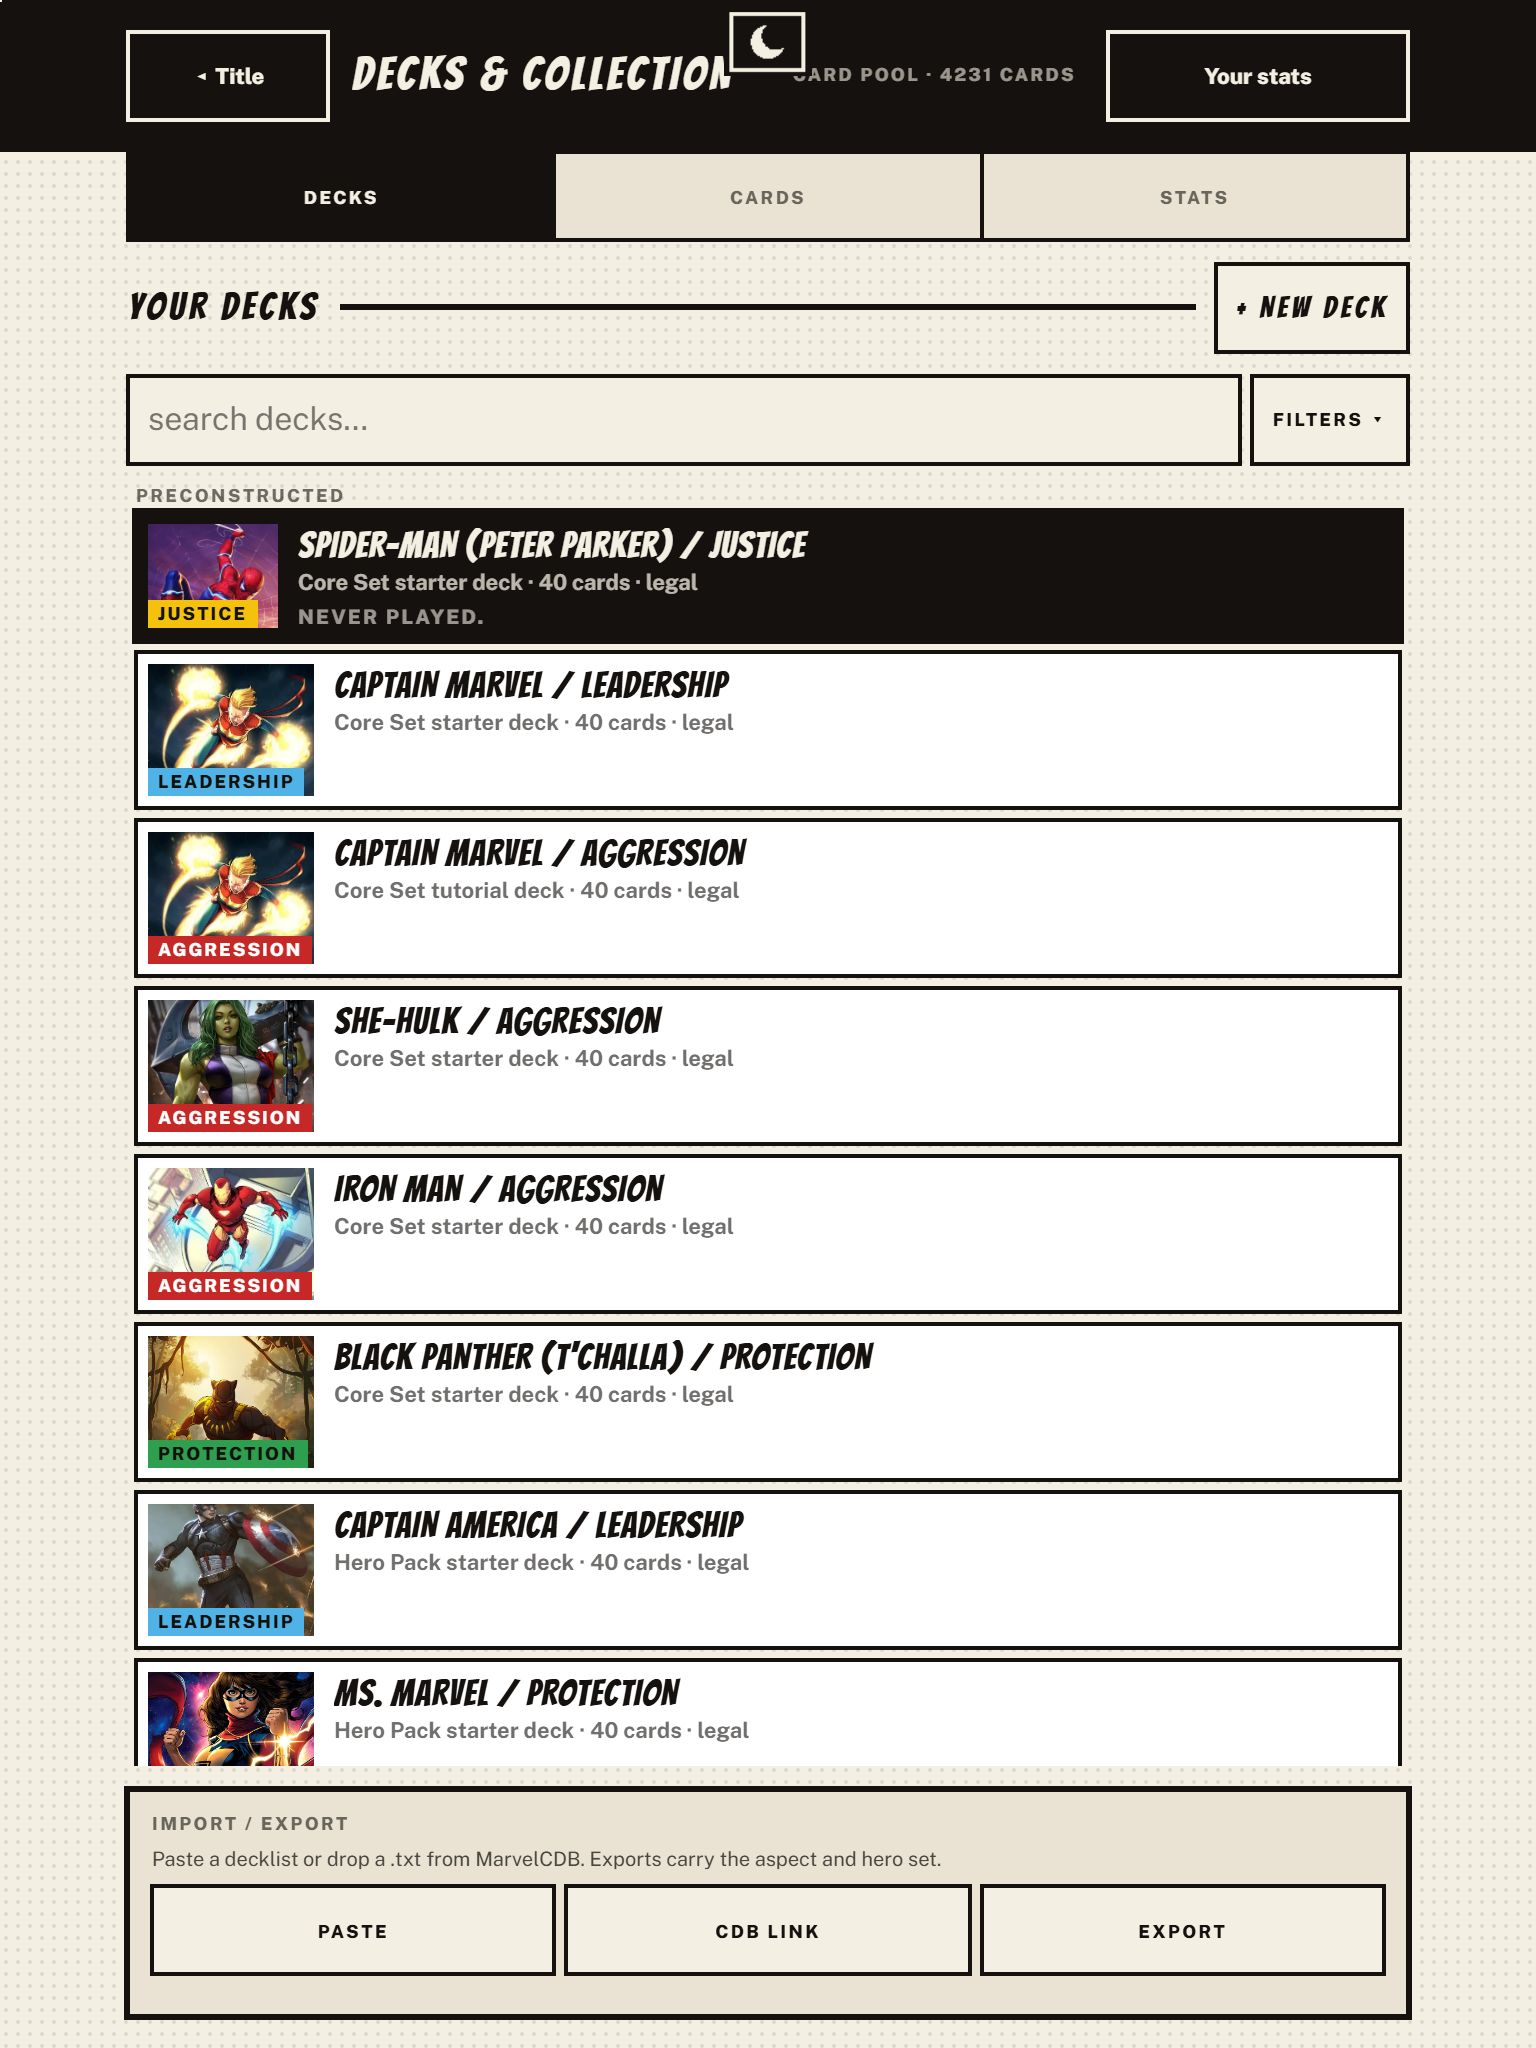 ◂ Title
DECKS & COLLECTION
CARD POOL · 4231 CARDS
Your stats
DECKS
CARDS
STATS
YOUR DECKS
+ NEW DECK
search decks...
FILTERS ▾
PRECONSTRUCTED
SPIDER-MAN (PETER PARKER) / JUSTICE
Core Set starter deck · 40 cards · legal
NEVER PLAYED.
JUSTICE
CAPTAIN MARVEL / LEADERSHIP
Core Set starter deck · 40 cards · legal
LEADERSHIP
CAPTAIN MARVEL / AGGRESSION
Core Set tutorial deck · 40 cards · legal
AGGRESSION
SHE-HULK / AGGRESSION
Core Set starter deck · 40 cards · legal
AGGRESSION
IRON MAN / AGGRESSION
Core Set starter deck · 40 cards · legal
AGGRESSION
BLACK PANTHER (T'CHALLA) / PROTECTION
Core Set starter deck · 40 cards · legal
PROTECTION
CAPTAIN AMERICA / LEADERSHIP
Hero Pack starter deck · 40 cards · legal
LEADERSHIP
MS. MARVEL / PROTECTION
Hero Pack starter deck · 40 cards · legal
IMPORT / EXPORT
Paste a decklist or drop a .txt from MarvelCDB. Exports carry the aspect and hero set.
PASTE
CDB LINK
EXPORT